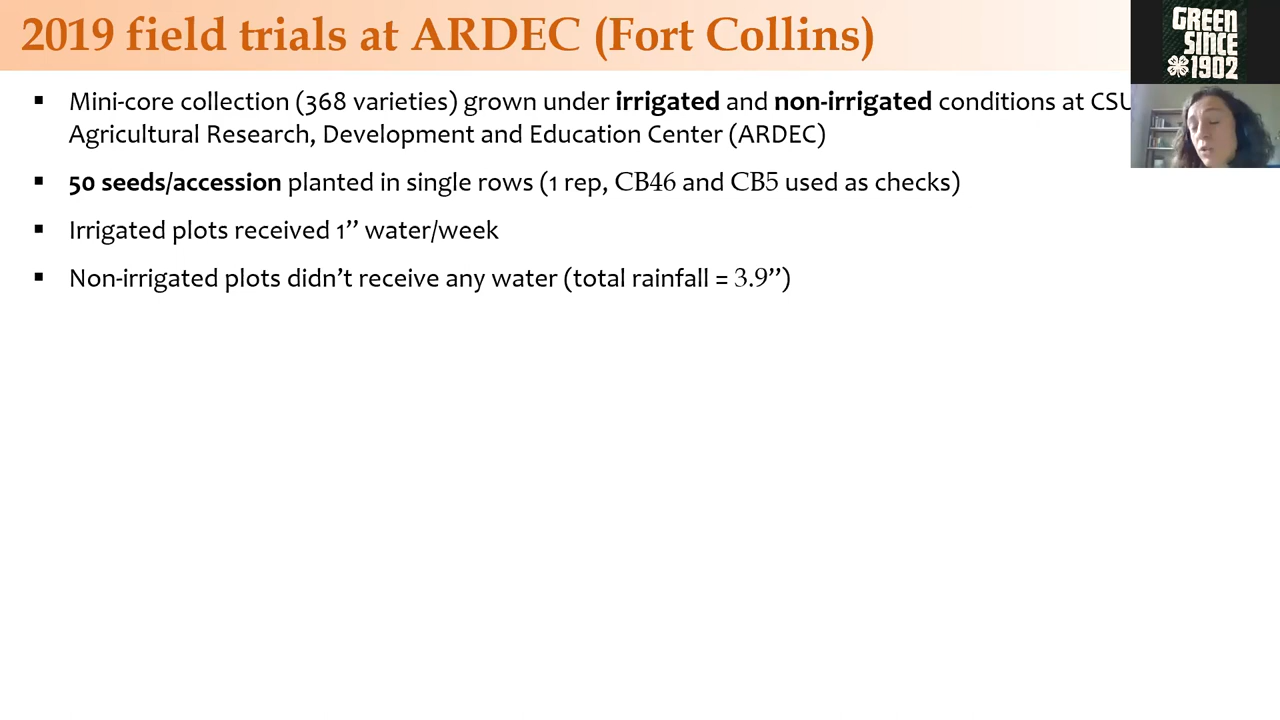 2019 field trials at ARDEC (Fort Collins)
GREEN
SINCE
1902
▪ Mini-core collection (368 varieties) grown under irrigated and non-irrigated conditions at CSU
Agricultural Research, Development and Education Center (ARDEC)
▪ 50 seeds/accession planted in single rows (1 rep, CB46 and CB5 used as checks)
▪ Irrigated plots received 1” water/week
▪ Non-irrigated plots didn’t receive any water (total rainfall = 3.9”)